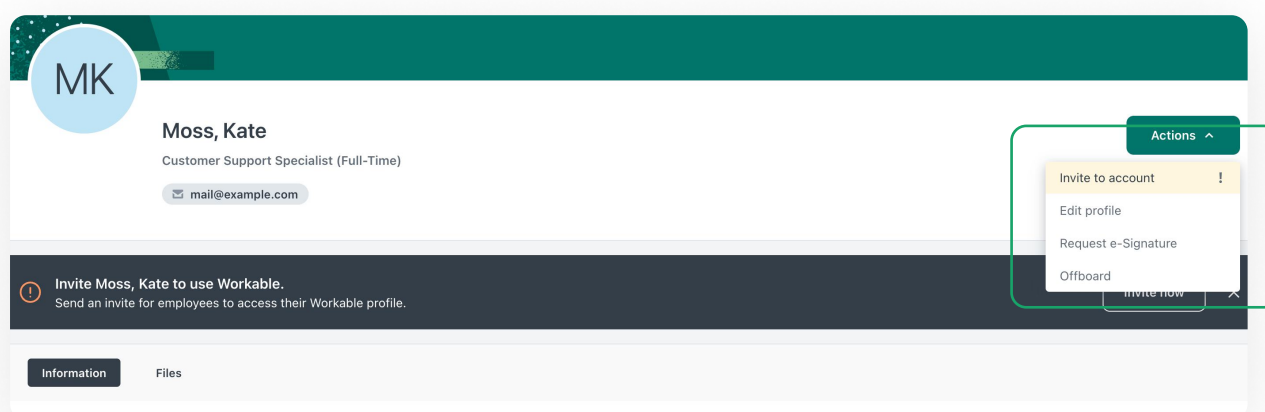 MK
Moss, Kate
Customer Support Specialist (Full-Time)
mail@example.com
Actions
Invite to account !
Edit profile
Request e-Signature
Offboard
Invite Moss, Kate to use Workable.
Send an invite for employees to access their Workable profile.
Invite now
Information
Files